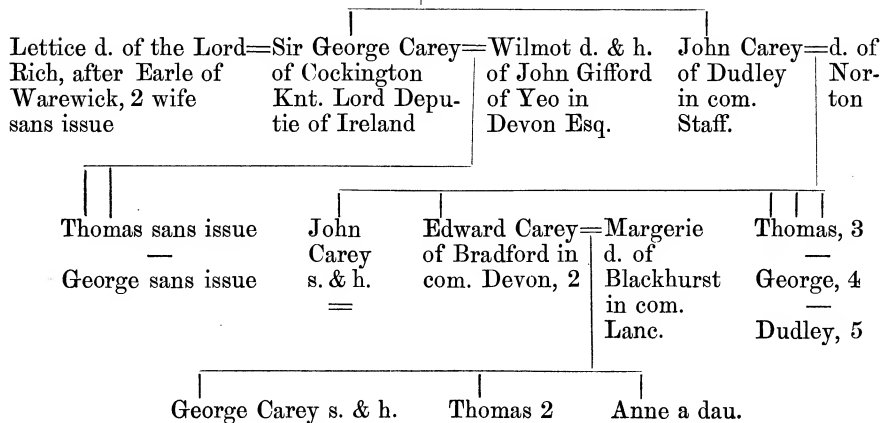 Lettice d. of the Lord=Sir George Carey=Wilmot d. & h. John Carey=d. of
Rich, after Earle of of Cockington of John Gifford of Dudley Nor-
Warewick, 2 wife Knt. Lord Depu- of Yeo in in com. ton
sans issue tie of Ireland Devon Esq. Staff.
Thomas sans issue John Edward Carey=Margerie Thomas, 3
— Carey of Bradford in d. of —
George sans issue s. & h. com. Devon, 2 Blackhurst George, 4
= in com. —
Lanc. Dudley, 5
George Carey s. & h. Thomas 2 Anne a dau.